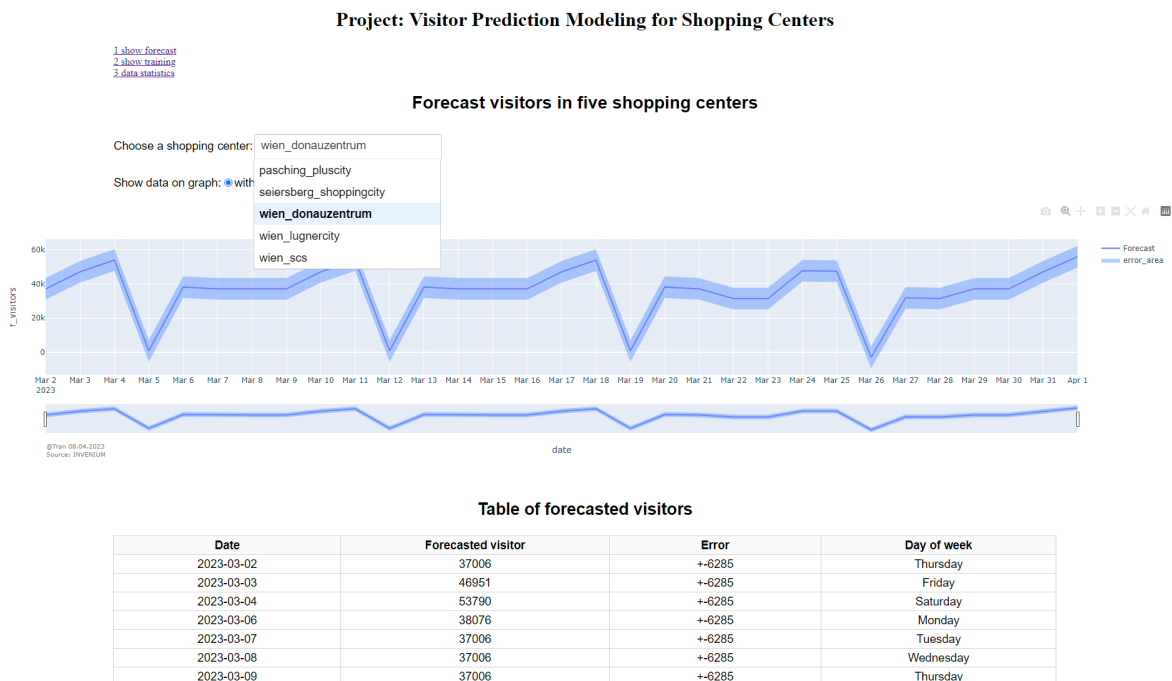 Project: Visitor Prediction Modeling for Shopping Centers
1 show forecast
2 show training
3 data statistics
Forecast visitors in five shopping centers
Choose a shopping center: wien_donauzentrum
pasching_pluscity
Show data on graph: with
seiersberg_shoppingcity
wien_donauzentrum
wien_lugnercity
wien_scs
Forecast
error_area
60k
40k
20k
0
_visitors
Mar 2 Mar 3 Mar 4 Mar 5 Mar 6 Mar 7 Mar 8 Mar 9 Mar 10 Mar 11 Mar 12 Mar 13 Mar 14 Mar 15 Mar 16 Mar 17 Mar 18 Mar 19 Mar 20 Mar 21 Mar 22 Mar 23 Mar 24 Mar 25 Mar 26 Mar 27 Mar 28 Mar 29 Mar 30 Mar 31 Apr 1
2023
@Tran 08.04.2023
Source: INVENIUM
date
Table of forecasted visitors
Date Forecasted visitor Error Day of week
2023-03-02 37006 +-6285 Thursday
2023-03-03 46951 +-6285 Friday
2023-03-04 53790 +-6285 Saturday
2023-03-06 38076 +-6285 Monday
2023-03-07 37006 +-6285 Tuesday
2023-03-08 37006 +-6285 Wednesday
2023-03-09 37006 +-6285 Thursday